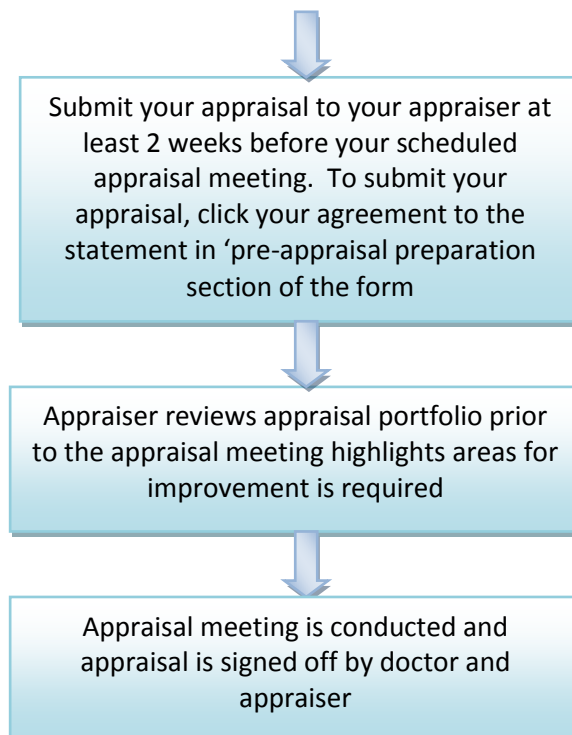 Submit your appraisal to your appraiser at
least 2 weeks before your scheduled
appraisal meeting.  To submit your
appraisal, click your agreement to the
statement in ‘pre-appraisal preparation
section of the form
Appraiser reviews appraisal portfolio prior
to the appraisal meeting highlights areas for
improvement is required
Appraisal meeting is conducted and
appraisal is signed off by doctor and
appraiser